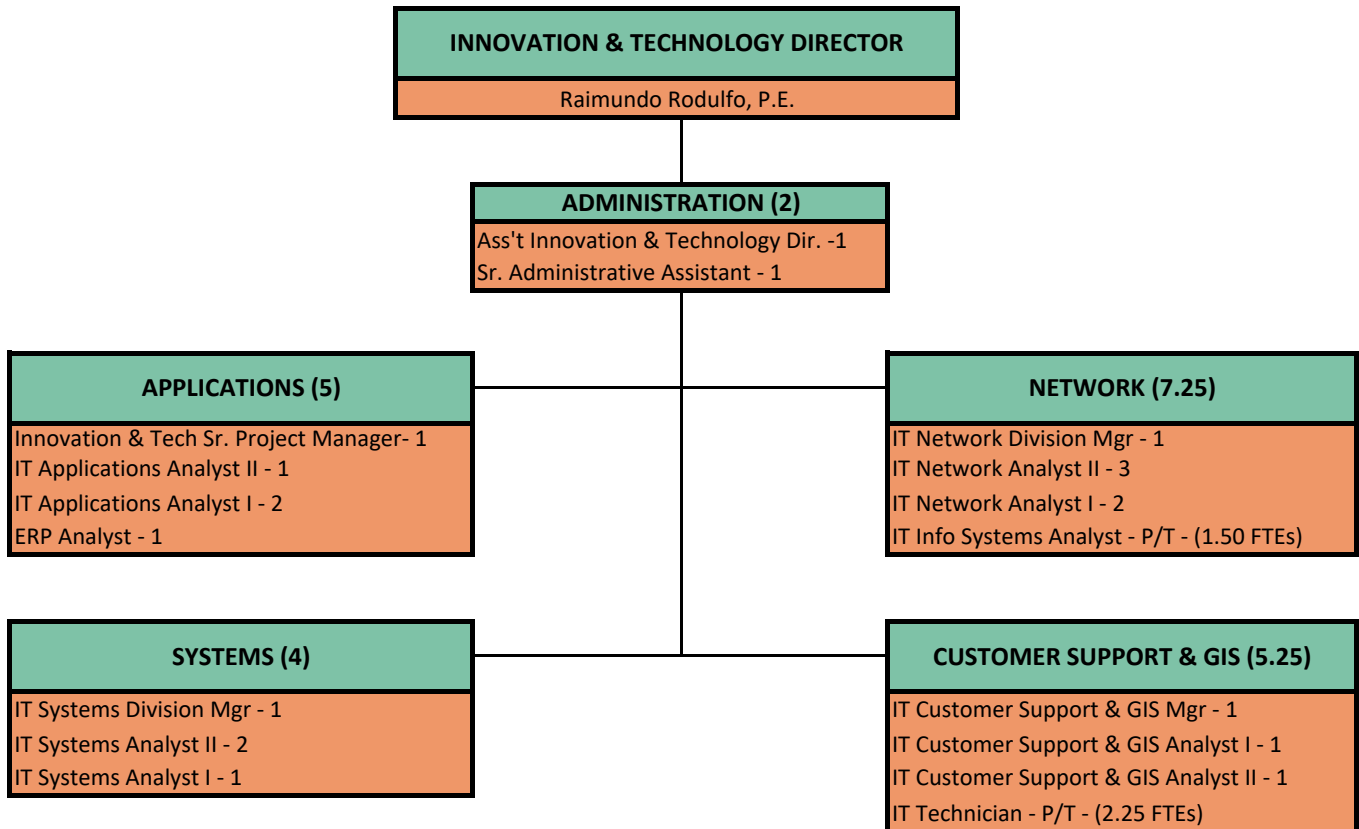 INNOVATION & TECHNOLOGY DIRECTOR
Raimundo Rodulfo, P.E.
ADMINISTRATION (2)
Ass't Innovation & Technology Dir. -1
Sr. Administrative Assistant - 1
APPLICATIONS (5)
Innovation & Tech Sr. Project Manager- 1
IT Applications Analyst II - 1
IT Applications Analyst I - 2
ERP Analyst - 1
NETWORK (7.25)
IT Network Division Mgr - 1
IT Network Analyst II - 3
IT Network Analyst I - 2
IT Info Systems Analyst - P/T - (1.50 FTEs)
SYSTEMS (4)
IT Systems Division Mgr - 1
IT Systems Analyst II - 2
IT Systems Analyst I - 1
CUSTOMER SUPPORT & GIS (5.25)
IT Customer Support & GIS Mgr - 1
IT Customer Support & GIS Analyst I - 1
IT Customer Support & GIS Analyst II - 1
IT Technician - P/T - (2.25 FTEs)